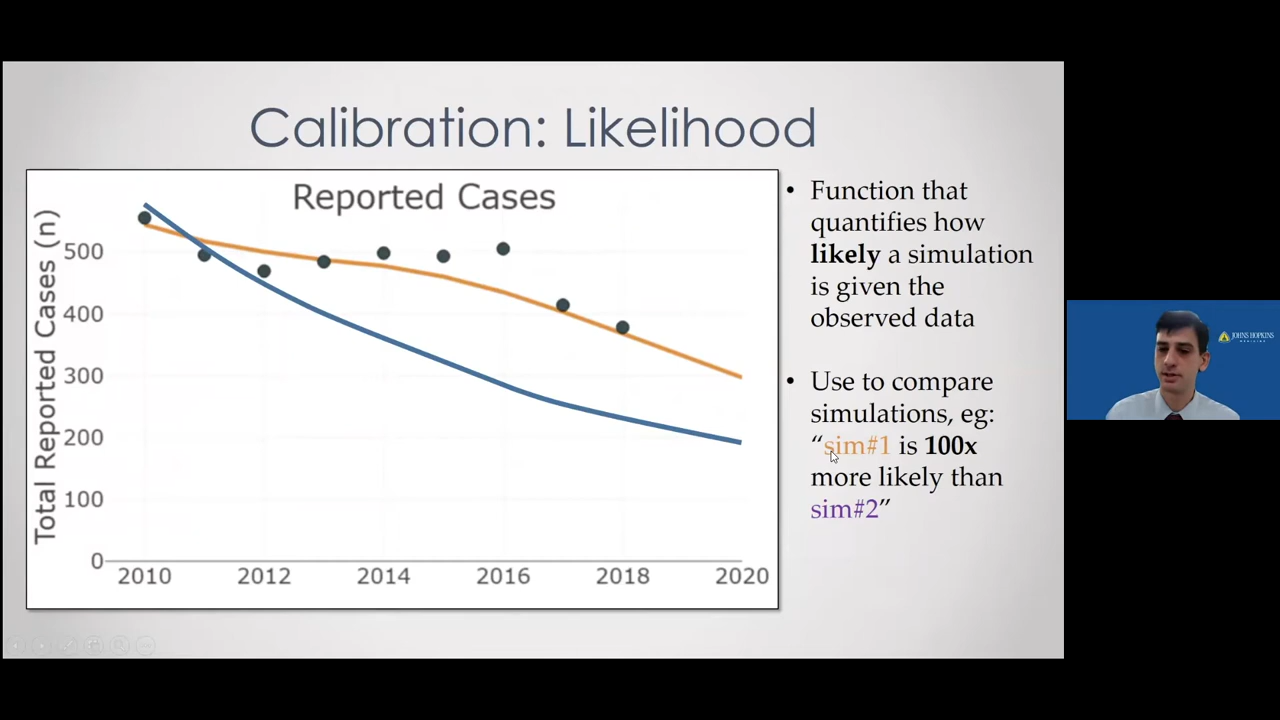 Calibration: Likelihood
Reported Cases
Total Reported Cases (n)
500
400
300
200
100
0
2010 2012 2014 2016 2018 2020
• Function that
quantifies how
likely a simulation
is given the
observed data
• Use to compare
simulations, eg:
“sim#1 is 100x
more likely than
sim#2”
JOHNS HOPKINS
MEDICINE